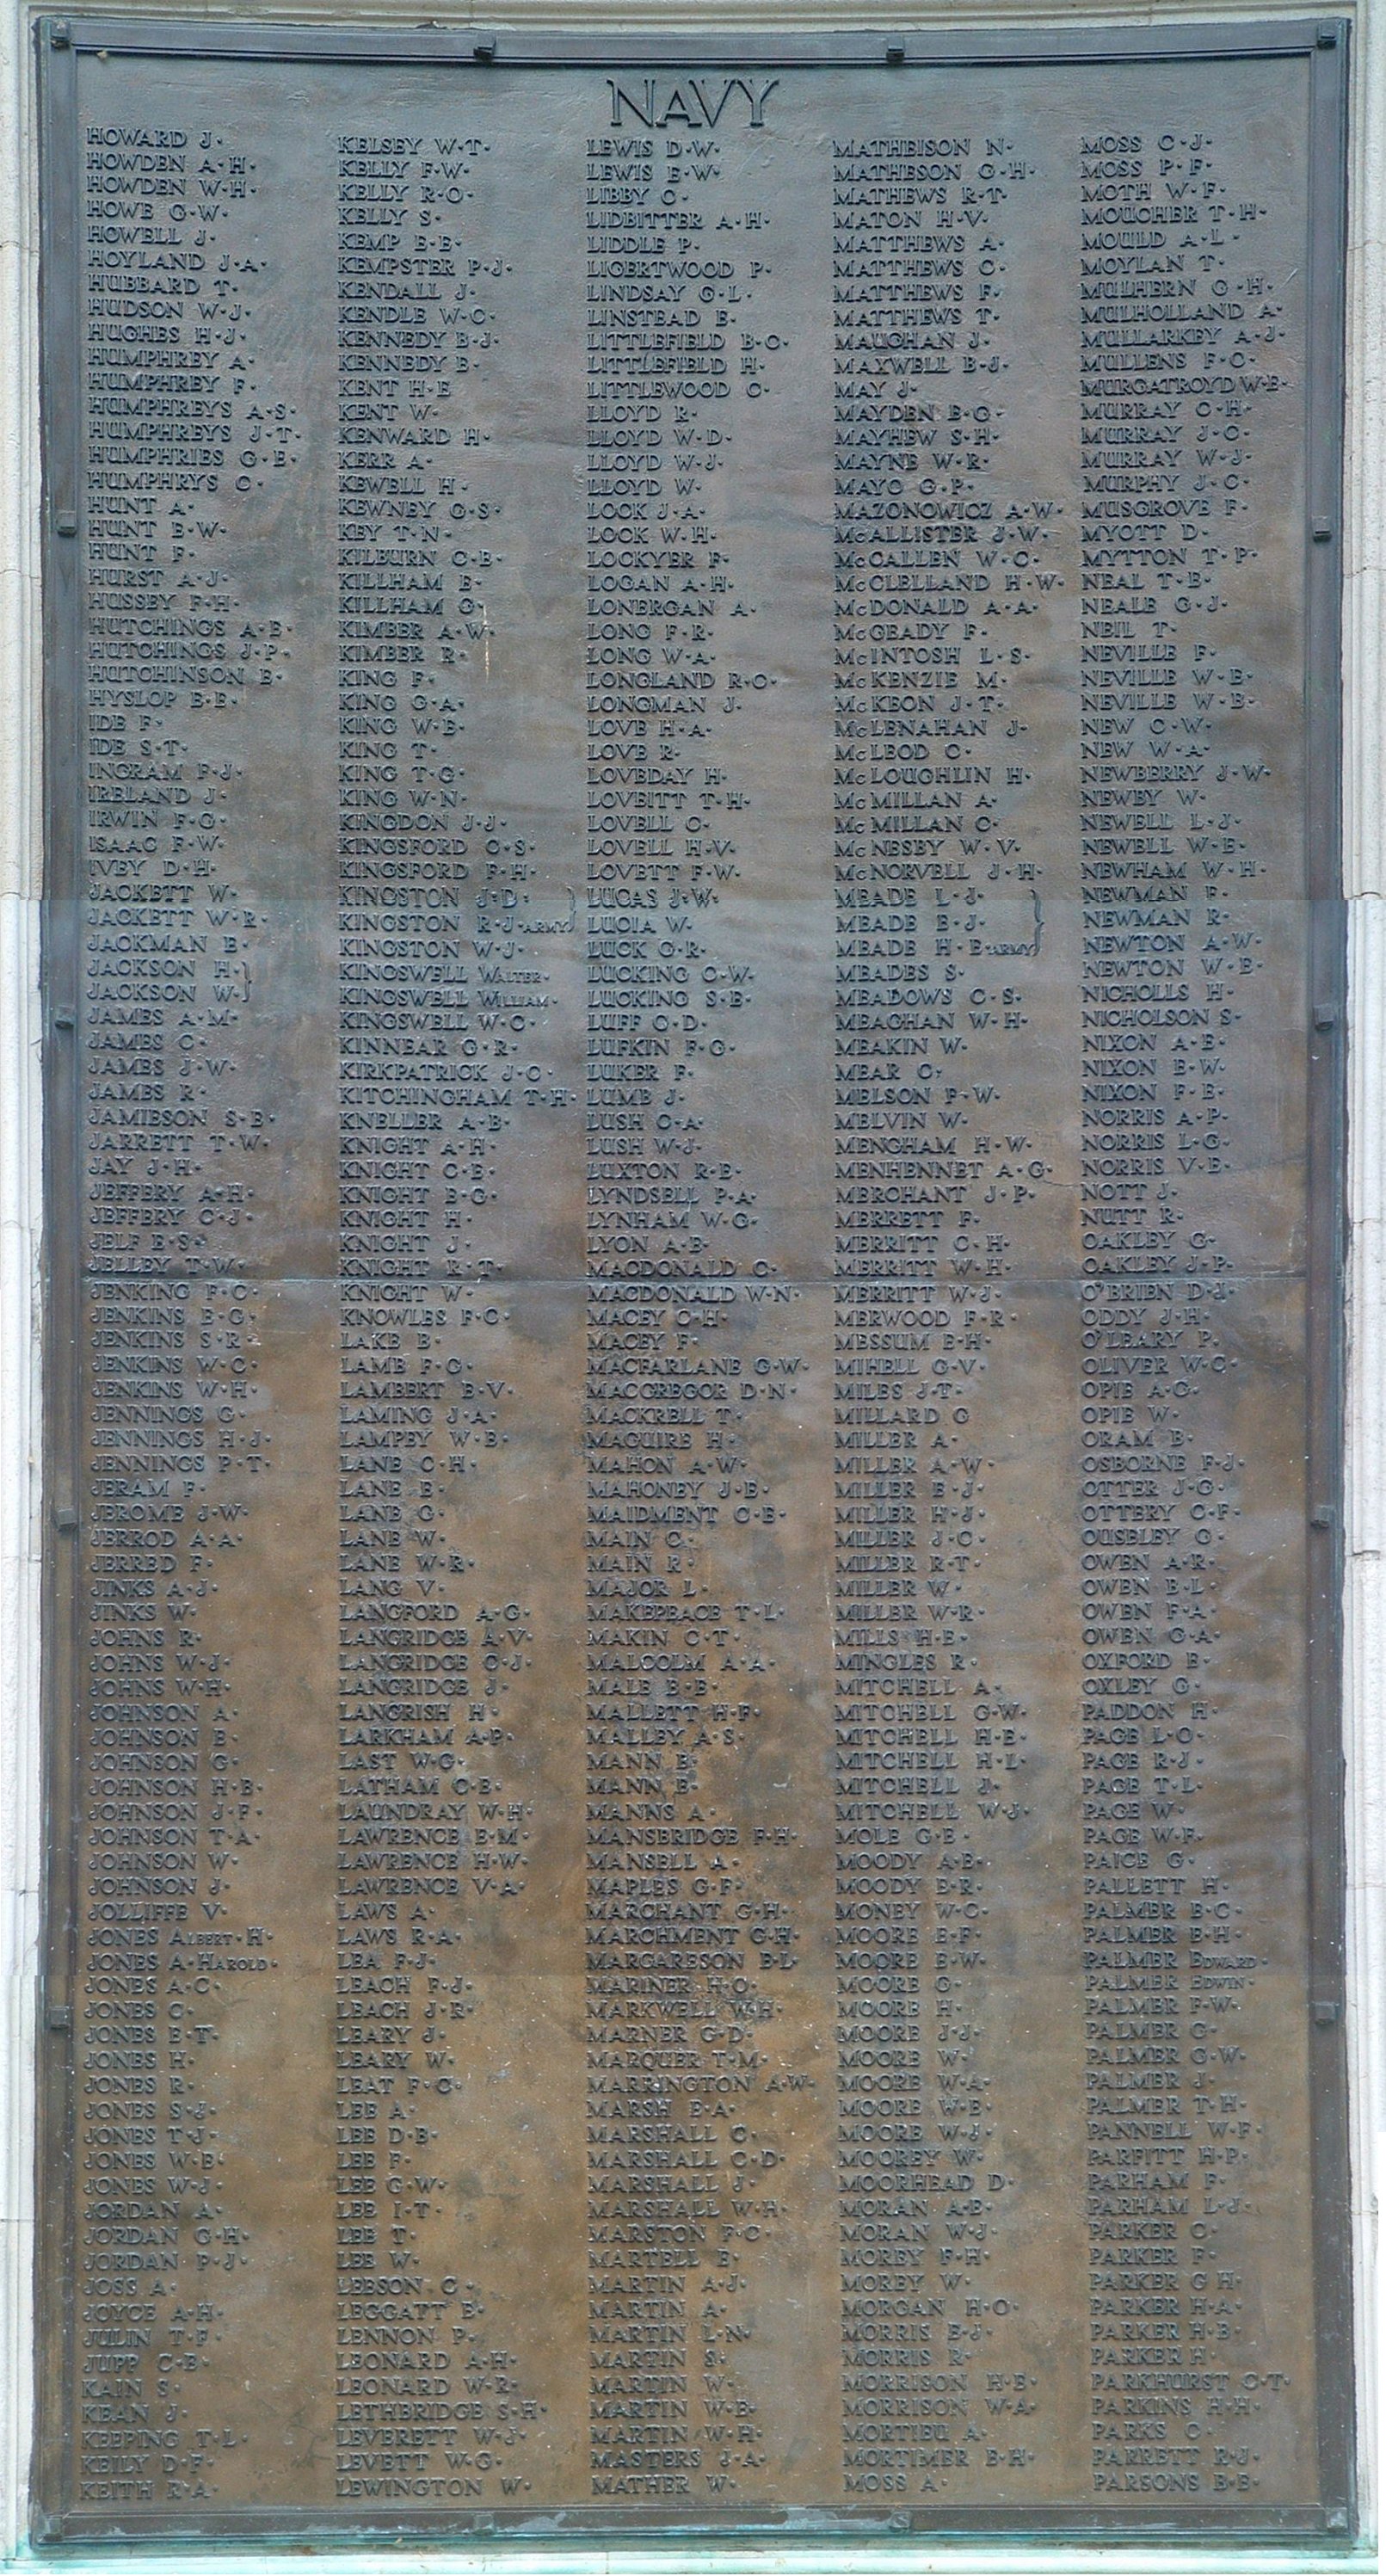 NAVY
HOWARD J·
HOWDEN A·H·
HOWDEN W·H·
HOWE G·W·
HOWELL J·
HOYLAND J·A·
HUBBARD T·
HUDSON W·J·
HUGHES H·J·
HUMPHREY A·
HUMPHREY F·
HUMPHREYS A·S·
HUMPHREYS J·T·
HUMPHRIES G·E·
HUMPHRYS C·
HUNT A·
HUNT E·W·
HUNT F·
HURST A·J·
HUSSEY F·H·
HUTCHINGS A·E·
HUTCHINGS J·P·
HUTCHINSON E·
HYSLOP E·E·
IDE F·
IDE S·T·
INGRAM F·J·
IRELAND J·
IRWIN F·G·
ISAAC F·W·
IVEY D·H·
JACKETT W·
JACKETT W·R·
JACKMAN E·
JACKSON H·
JACKSON W·
JAMES A·M·
JAMES C·
JAMES J·W·
JAMES R·
JAMIESON S·E·
JARRETT T·W·
JAY J·H·
JEFFERY A·H·
JEFFERY C·J·
JELF E·S·
JELLEY T·W·
JENKING F·C·
JENKINS E·G·
JENKINS S·R·
JENKINS W·C·
JENKINS W·H·
JENNINGS G·
JENNINGS H·J·
JENNINGS P·T·
JERAM F·
JEROME J·W·
JERROD A·A·
JERRED F·
JINKS A·J·
JINKS W·
JOHNS R·
JOHNS W·J·
JOHNS W·H·
JOHNSON A·
JOHNSON E·
JOHNSON G·
JOHNSON H·E·
JOHNSON J·F·
JOHNSON T·A·
JOHNSON W·
JOHNSON J·
JOLLIFFE V·
JONES ALBERT·H·
JONES A·HAROLD·
JONES A·C·
JONES C·
JONES E·T·
JONES H·
JONES R·
JONES S·J·
JONES T·J·
JONES W·E·
JONES W·J·
JORDAN A·
JORDAN G·H·
JORDAN P·J·
JOSS A·
JOYCE A·H·
JULIN T·F·
JUPP C·E·
KAIN S·
KEAN J·
KEEPING T·L·
KEILY D·F·
KEITH R·A·
KELSEY W·T·
KELLY F·W·
KELLY R·O·
KELLY S·
KEMP E·E·
KEMPSTER P·J·
KENDALL J·
KENDLE W·C·
KENNEDY B·J·
KENNEDY E·
KENT H·E
KENT W·
KENWARD H·
KERR A·
KEWELL H·
KEWNEY G·S·
KEY T·N·
KILBURN C·E·
KILLHAM E·
KILLHAM G·
KIMBER A·W·
KIMBER R·
KING F·
KING G·A·
KING W·E·
KING T·
KING T·G·
KING W·N·
KINGDON J·J·
KINGSFORD C·S·
KINGSFORD F·H·
KINGSTON J·D·
KINGSTON R·J·ARMY
KINGSTON W·J·
KINGSWELL WALTER·
KINGSWELL WILLIAM·
KINGSWELL W·C·
KINNEAR G·R·
KIRKPATRICK J·C·
KITCHINGHAM T·H·
KNELLER A·E·
KNIGHT A·H·
KNIGHT C·E·
KNIGHT E·G·
KNIGHT H·
KNIGHT J·
KNIGHT R·T·
KNIGHT W·
KNOWLES F·C·
LAKE B·
LAMB F·G·
LAMBERT E·V·
LAMING J·A·
LAMPEY W·E·
LANE C·H·
LANE E·
LANE G·
LANE W·
LANE W·R·
LANG V·
LANGFORD A·G·
LANGRIDGE A·V·
LANGRIDGE C·J·
LANGRIDGE J·
LANGRISH H·
LARKHAM A·P·
LAST W·G·
LATHAM C·E·
LAUNDRAY W·H·
LAWRENCE E·M·
LAWRENCE H·W·
LAWRENCE V·A·
LAWS A·
LAWS R·A·
LEA F·J·
LEACH F·J·
LEACH J·R·
LEARY J·
LEARY W·
LEAT F·C·
LEE A·
LEE D·B·
LEE F·
LEE G·W·
LEE I·T·
LEE T·
LEE W·
LEESON C·
LEGGATT E·
LENNON P·
LEONARD A·H·
LEONARD W·R·
LETHBRIDGE S·H·
LEVERETT W·J·
LEVETT W·G·
LEWINGTON W·
LEWIS D·W·
LEWIS E·W·
LIBBY C·
LIDBITTER A·H·
LIDDLE P·
LIGERTWOOD P·
LINDSAY G·L·
LINSTEAD E·
LITTLEFIELD B·C·
LITTLEFIELD H·
LITTLEWOOD C·
LLOYD R·
LLOYD W·D·
LLOYD W·J·
LLOYD W·
LOCK J·A·
LOCK W·H·
LOCKYER F·
LOGAN A·H·
LONERGAN A·
LONG F·R·
LONG W·A·
LONGLAND R·C·
LONGMAN J·
LOVE H·A·
LOVE R·
LOVEDAY H·
LOVEITT T·H·
LOVELL C·
LOVELL H·V·
LOVETT F·W·
LUCAS J·W·
LUCIA W·
LUCK G·R·
LUCKING C·W·
LUCKING S·E·
LUFF G·D·
LUFKIN F·G·
LUKER F·
LUMB J·
LUSH C·A·
LUSH W·J·
LUXTON R·E·
LYNDSELL P·A·
LYNHAM W·G·
LYON A·B·
MACDONALD C·
MACDONALD W·N·
MACEY C·H·
MACEY F·
MACFARLANE G·W·
MACGREGOR D·N·
MACKRELL T·
MAGUIRE H·
MAHON A·W·
MAHONEY J·E·
MAIDMENT C·E·
MAIN C·
MAIN R·
MAJOR L·
MAKEPEACE T·L·
MAKIN C·T·
MALCOLM A·A·
MALE E·E·
MALLETT H·F·
MALLEY A·S·
MANN B·
MANN E·
MANNS A·
MANSBRIDGE F·H·
MANSELL A·
MAPLES G·F·
MARCHANT G·H·
MARCHMENT G·H·
MARGARESON E·L·
MARINER H·O·
MARKWELL W·H·
MARNER G·D·
MARQUER T·M·
MARRINGTON A·W·
MARSH E·A·
MARSHALL C·
MARSHALL C·D·
MARSHALL J·
MARSHALL W·H·
MARSTON F·C·
MARTELL E·
MARTIN A·J·
MARTIN A·
MARTIN L·N·
MARTIN S·
MARTIN W·
MARTIN W·E·
MARTIN W·H·
MASTERS J·A·
MATHER W·
MATHEISON N·
MATHESON G·H·
MATHEWS R·T·
MATON H·V·
MATTHEWS A·
MATTHEWS C·
MATTHEWS F·
MATTHEWS T·
MAUGHAN J·
MAXWELL B·J·
MAY J·
MAYDEN E·G·
MAYHEW S·H·
MAYNE W·R·
MAYO G·P·
MAZONOWICZ A·W·
McALLISTER J·W·
McCALLEN W·C·
McCLELLAND H·W·
McDONALD A·A·
McGEADY F·
McINTOSH L·S·
McKENZIE M·
McKEON J·T·
McLENAHAN J·
McLEOD C·
McLOUGHLIN H·
McMILLAN A·
McMILLAN C·
McNESBY W·V·
McNORVELL J·H·
MEADE L·J·
MEADE E·J·
MEADE H·E·ARMY
MEADES S·
MEADOWS C·S·
MEAGHAN W·H·
MEAKIN W·
MEAR C·
MELSON F·W·
MELVIN W·
MENGHAM H·W·
MENHENNET A·G·
MERCHANT J·P·
MERRETT F·
MERRITT C·H·
MERRITT W·H·
MERRITT W·J·
MERWOOD F·R·
MESSUM E·H·
MIHELL G·V·
MILES J·T·
MILLARD G
MILLER A·
MILLER A·W·
MILLER E·J·
MILLER H·J·
MILLER J·C·
MILLER R·T·
MILLER W·
MILLER W·R·
MILLS H·E·
MINGLES R·
MITCHELL A·
MITCHELL G·W·
MITCHELL H·E·
MITCHELL H·L·
MITCHELL J·
MITCHELL W·J·
MOLE G·E·
MOODY A·E·
MOODY E·R·
MONEY W·C·
MOORE E·F·
MOORE E·W·
MOORE G·
MOORE H·
MOORE J·J·
MOORE W·
MOORE W·A·
MOORE W·E·
MOORE W·J·
MOOREY W·
MOORHEAD D·
MORAN A·E·
MORAN W·J·
MOREY F·H·
MOREY W·
MORGAN H·O·
MORRIS E·J·
MORRIS R·
MORRISON H·E·
MORRISON W·A·
MORTIEU A·
MORTIMER E·H·
MOSS A·
MOSS C·J·
MOSS P·F·
MOTH W·F·
MOUCHER T·H·
MOULD A·L·
MOYLAN T·
MULHERN G·H·
MULHOLLAND A·
MULLARKEY A·J·
MULLENS F·C·
MURGATROYD W·E·
MURRAY C·H·
MURRAY J·C·
MURRAY W·J·
MURPHY J·C·
MUSGROVE F·
MYOTT D·
MYTTON T·P·
NEAL T·E·
NEALE G·J·
NEIL T·
NEVILLE F·
NEVILLE W·E·
NEVILLE W·E·
NEW C·W·
NEW W·A·
NEWBERRY J·W·
NEWBY W·
NEWELL L·J·
NEWELL W·E·
NEWHAM W·H·
NEWMAN F·
NEWMAN R·
NEWTON A·W·
NEWTON W·E·
NICHOLLS H·
NICHOLSON S·
NIXON A·E·
NIXON E·W·
NIXON F·E·
NORRIS A·P·
NORRIS L·G·
NORRIS V·E·
NOTT J·
NUTT R·
OAKLEY G·
OAKLEY J·P·
O'BRIEN D·J·
ODDY J·H·
O'LEARY P·
OLIVER W·C·
OPIE A·G·
OPIE W·
ORAM B·
OSBORNE F·J·
OTTER J·G·
OTTERY C·F·
OUSELEY G·
OWEN A·R·
OWEN E·L·
OWEN F·A·
OWEN G·A·
OXFORD E·
OXLEY G·
PADDON H·
PAGE L·O·
PAGE R·J·
PAGE T·L·
PAGE W·
PAGE W·F·
PAICE G·
PALLETT H·
PALMER E·C·
PALMER E·H·
PALMER EDWARD·
PALMER EDWIN·
PALMER F·W·
PALMER G·
PALMER G·W·
PALMER J·
PALMER T·H·
PANNELL W·F·
PARFITT H·P·
PARHAM F·
PARHAM L·J·
PARKER C·
PARKER F·
PARKER G H·
PARKER H·A·
PARKER H·B·
PARKER H·
PARKHURST C·T·
PARKINS H·H·
PARKS C·
PARRETT R·J·
PARSONS B·E·